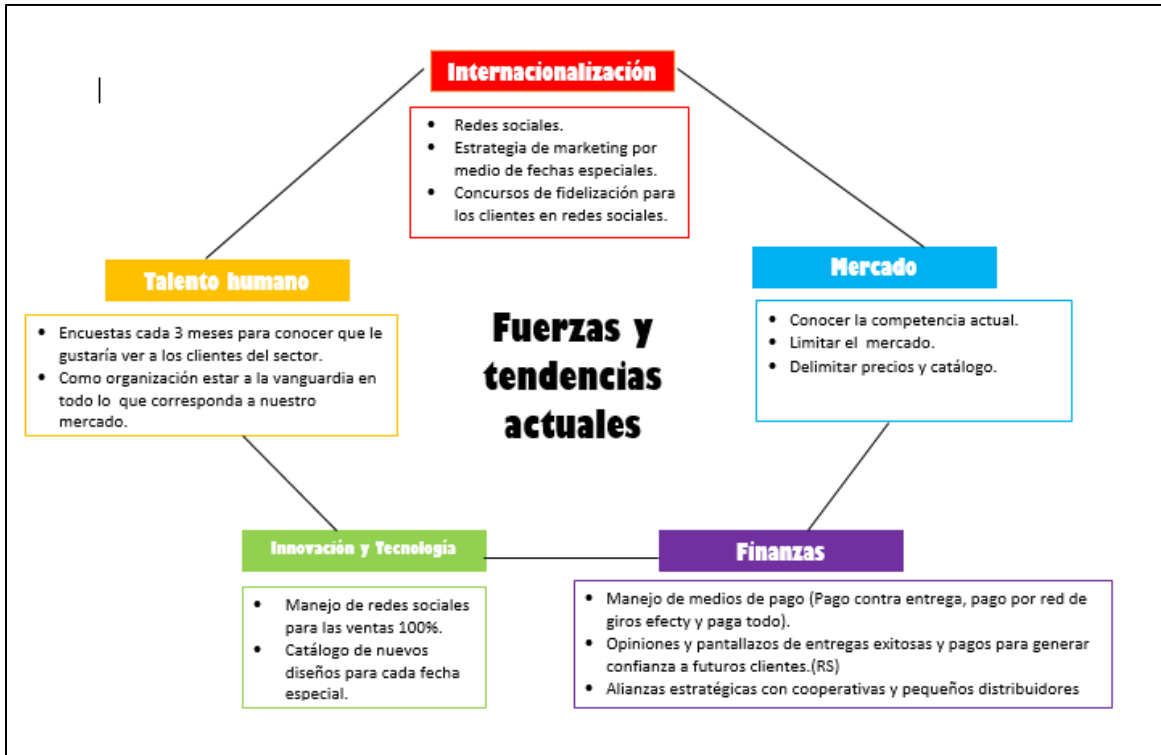 Internacionalización
• Redes sociales.
• Estrategia de marketing por
medio de fechas especiales.
• Concursos de fidelización para
los clientes en redes sociales.
Talento humano
• Encuestas cada 3 meses para conocer que le
gustaría ver a los clientes del sector.
• Como organización estar a la vanguardia en
todo lo que corresponda a nuestro
mercado.
Fuerzas y
tendencias
actuales
Mercado
• Conocer la competencia actual.
• Limitar el mercado.
• Delimitar precios y catálogo.
Innovación y Tecnología
• Manejo de redes sociales
para las ventas 100%.
• Catálogo de nuevos
diseños para cada fecha
especial.
Finanzas
• Manejo de medios de pago (Pago contra entrega, pago por red de
giros efecty y paga todo).
• Opiniones y pantallazos de entregas exitosas y pagos para generar
confianza a futuros clientes.(RS)
• Alianzas estratégicas con cooperativas y pequeños distribuidores